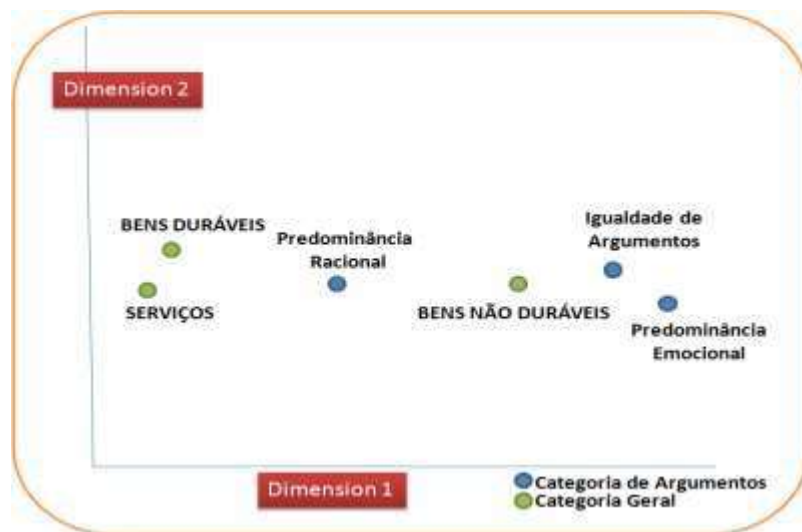 Dimension 2
BENS DURÁVEIS
Predominância
Racional
Igualdade de
Argumentos
SERVIÇOS
BENS NÃO DURÁVEIS
Predominância
Emocional
Dimension 1
Categoria de Argumentos
Categoria Geral